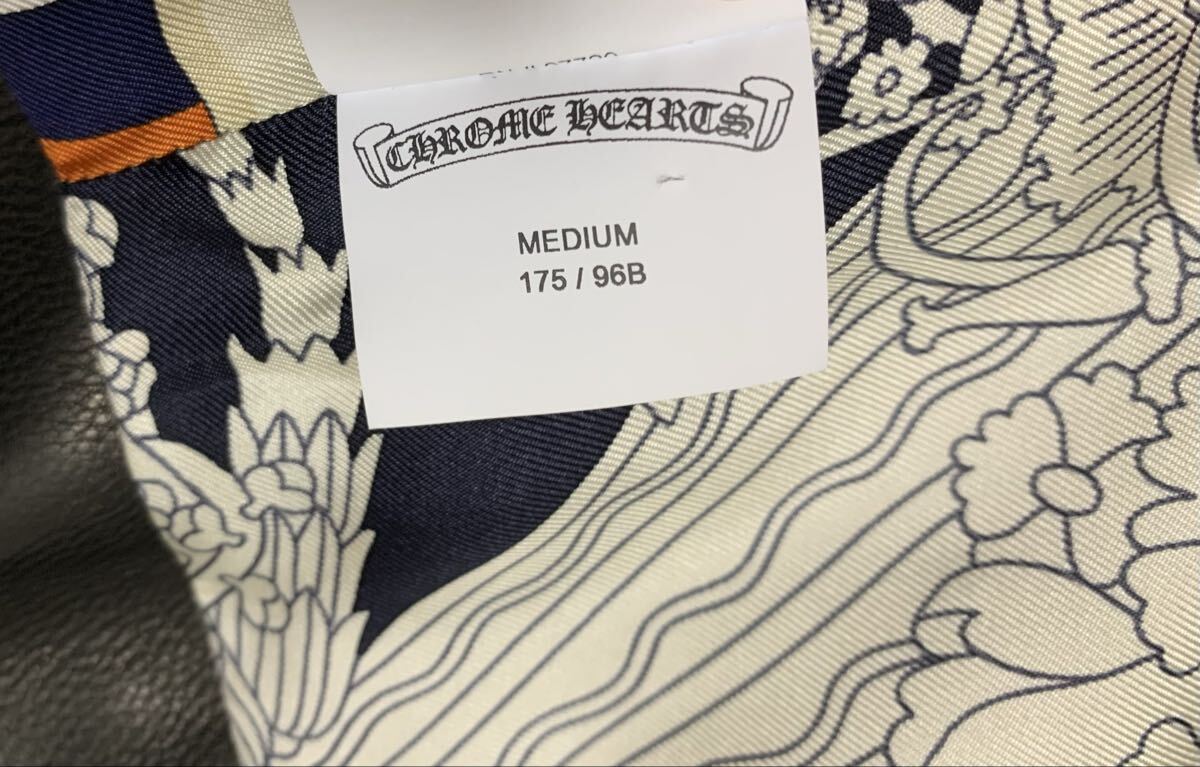 CHROME HEARTS
MEDIUM
175 / 96B